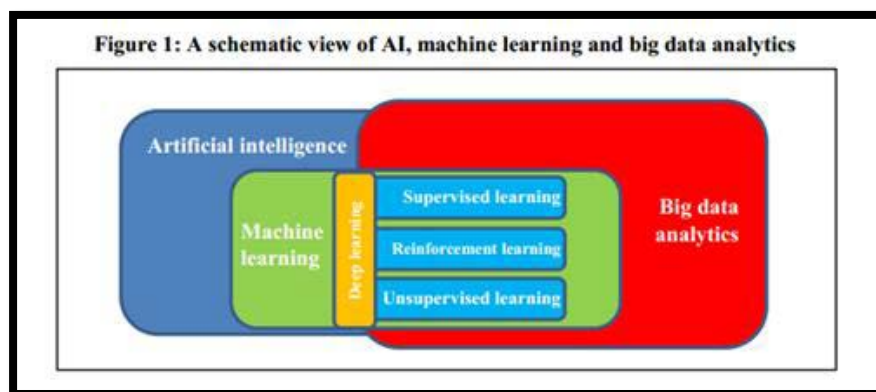 Figure 1: A schematic view of AI, machine learning and big data analytics
Artificial intelligence
Machine
learning
Deep learning
Supervised learning
Reinforcement learning
Unsupervised learning
Big data
analytics